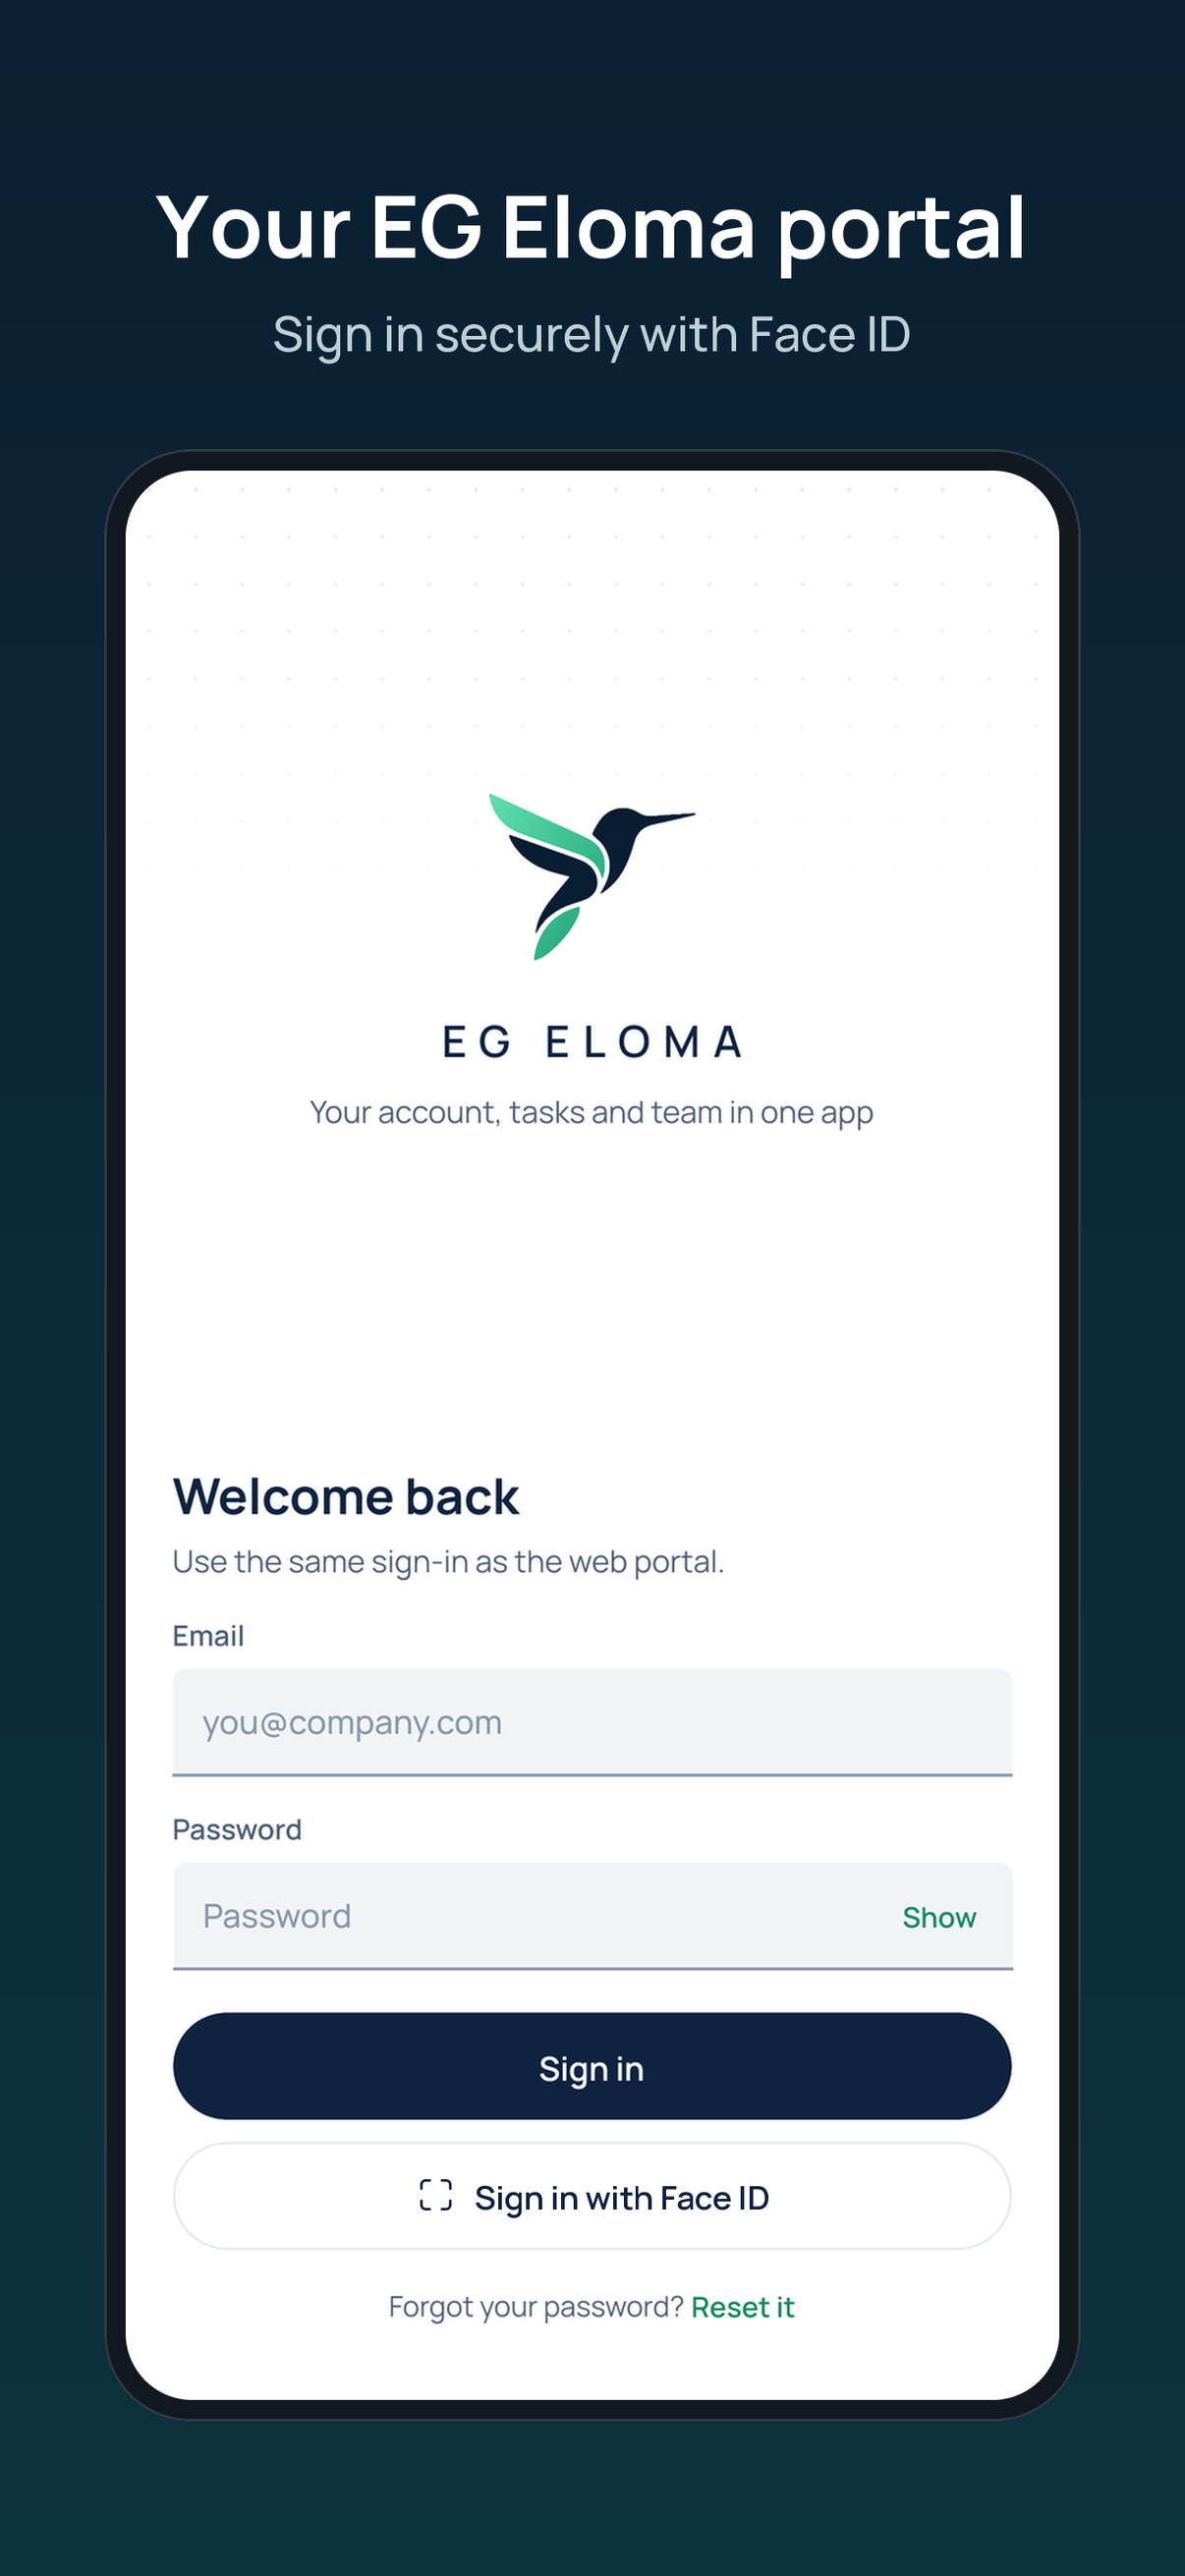 Your EG Eloma portal
Sign in securely with Face ID
EG ELOMA
Your account, tasks and team in one app
Welcome back
Use the same sign-in as the web portal.
Email
you@company.com
Password
Password
Show
Sign in
Sign in with Face ID
Forgot your password? Reset it